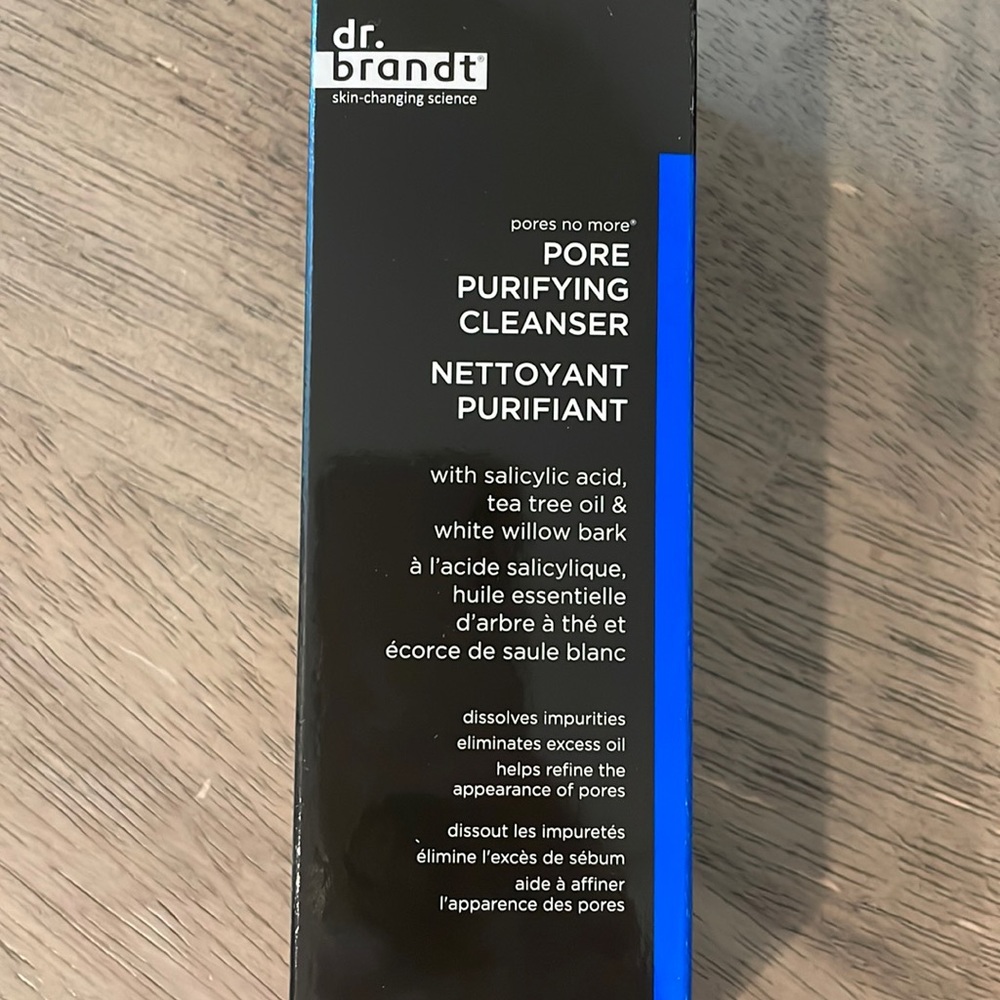 dr.
brandt®
skin-changing science
pores no more®
PORE
PURIFYING
CLEANSER
NETTOYANT
PURIFIANT
with salicylic acid,
tea tree oil &
white willow bark
à l'acide salicylique,
huile essentielle
d'arbre à thé et
écorce de saule blanc
dissolves impurities
eliminates excess oil
helps refine the
appearance of pores
dissout les impuretés
élimine l'excès de sébum
aide à affiner
l'apparence des pores